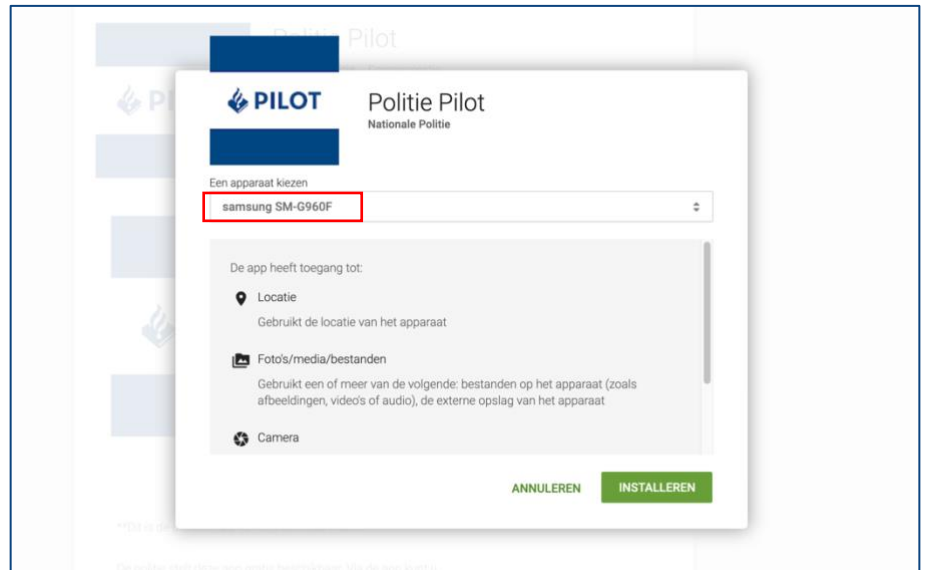 Politie Pilot
PILOT
Politie Pilot
Nationale Politie
Een apparaat kiezen
samsung SM-G960F
De app heeft toegang tot:
Locatie
Gebruikt de locatie van het apparaat
Foto's/media/bestanden
Gebruikt een of meer van de volgende: bestanden op het apparaat (zoals
afbeeldingen, video's of audio), de externe opslag van het apparaat
Camera
ANNULEREN
INSTALLEREN